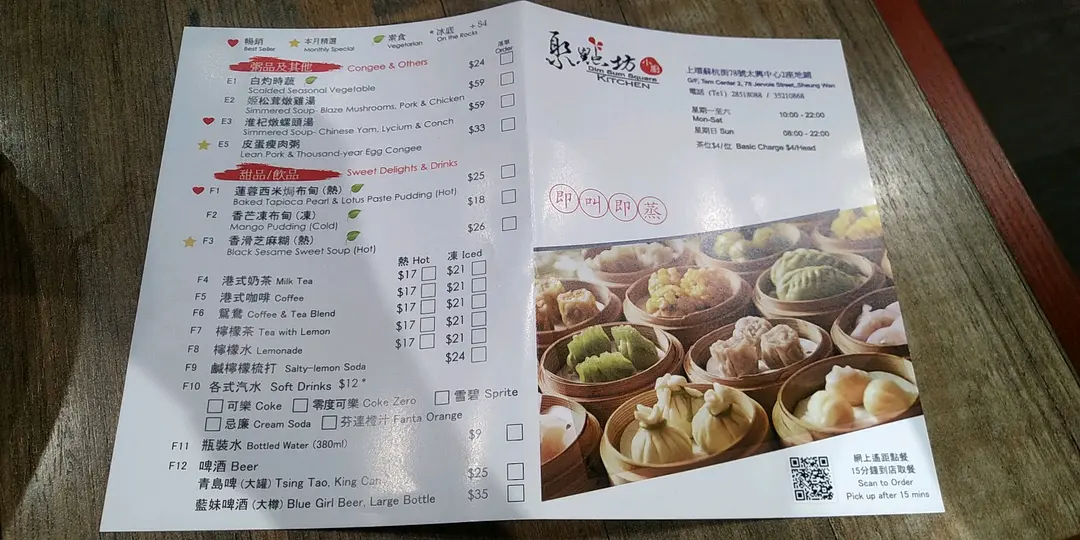 暢銷 Best Seller
本月精選 Monthly Special
素食 Vegetarian
*冰底 +$4
On the Rocks
粥品及其他 Congee & Others
落單 Order
E1 白灼時蔬 $24
Scalded Seasonal Vegetable
E2 姬松茸燉雞湯 $59
Simmered Soup- Blaze Mushrooms, Pork & Chicken
E3 淮杞燉螺頭湯 $59
Simmered Soup- Chinese Yam, Lycium & Conch
E5 皮蛋瘦肉粥 $33
Lean Pork & Thousand-year Egg Congee
甜品/飲品 Sweet Delights & Drinks
F1 蓮蓉西米焗布甸 (熱) $25
Baked Tapioca Pearl & Lotus Paste Pudding (Hot)
F2 香芒凍布甸 (凍) $18
Mango Pudding (Cold)
F3 香滑芝麻糊 (熱) $26
Black Sesame Sweet Soup (Hot)
熱 Hot 凍 Iced
F4 港式奶茶 Milk Tea $17 $21
F5 港式咖啡 Coffee $17 $21
F6 鴛鴦 Coffee & Tea Blend $17 $21
F7 檸檬茶 Tea with Lemon $17 $21
F8 檸檬水 Lemonade $17 $21
F9 鹹檸檬梳打 Salty-lemon Soda $24
F10 各式汽水 Soft Drinks $12 *
可樂 Coke 零度可樂 Coke Zero 雪碧 Sprite
忌廉 Cream Soda 芬達橙汁 Fanta Orange
F11 瓶裝水 Bottled Water (380ml) $9
F12 啤酒 Beer
青島啤 (大罐) Tsing Tao, King Can $25
藍妹啤酒 (大樽) Blue Girl Beer, Large Bottle $35
聚點坊 小廚
Dim Sum Square
KITCHEN
上環蘇杭街78號太興中心2座地鋪
G/F, Tern Center 2, 78 Jervois Street, Sheung Wan
電話 (Tel) 28518088 / 35210868
星期一至六
Mon-Sat 10:00 - 22:00
星期日 Sun 08:00 - 22:00
茶位$4/位 Basic Charge $4/Head
即叫即蒸
網上遙距點餐
15分鐘到店取餐
Scan to Order
Pick up after 15 mins